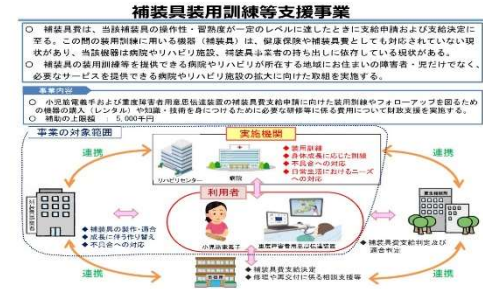 補装具装用訓練等支援事業
○ 補装具費は、当該補装具の操作性・習熟度が一定のレベルに達したときに支給申請および支給決定に
至る。この間の装用訓練に用いる機器（補装具）は、健康保険や補装具費としても対応されていない現
状があり、当該機器は病院やリハビリ施設、補装具事業者の持ち出しに依存している現状がある。
○ 補装具の装用訓練等を提供できる病院やリハビリが所在する地域にお住まいの障害者・児だけでなく、
必要なサービスを提供できる病院やリハビリ施設の拡大に向けた取組を実施する。
事業内容
○ 小児筋電義手および重度障害者用意思伝達装置の補装具費支給申請に向けた装用訓練やフォローアップを図るため
の機器の購入（レンタル）や知識・技術を身につけるために必要な研修等に係る費用について財政支援を実施する。
○ 補助の上限額 ： 5,000千円
事業の対象範囲
実施機関
連携
リハビリセンター
病院
◆装用訓練
◆身体成長に応じた訓練
◆不具合への対応
◆日常生活におけるニーズ
への対応
連携
利用者
小児筋電義手
重度障害者用意思伝達装置
◆補装具の製作・適合
◆成長に伴う作り替え
◆不具合への対応
◆補装具費支給判定及び
適合判定
連携
◆補装具費支給決定
◆修理や再交付に係る相談支援等
連携